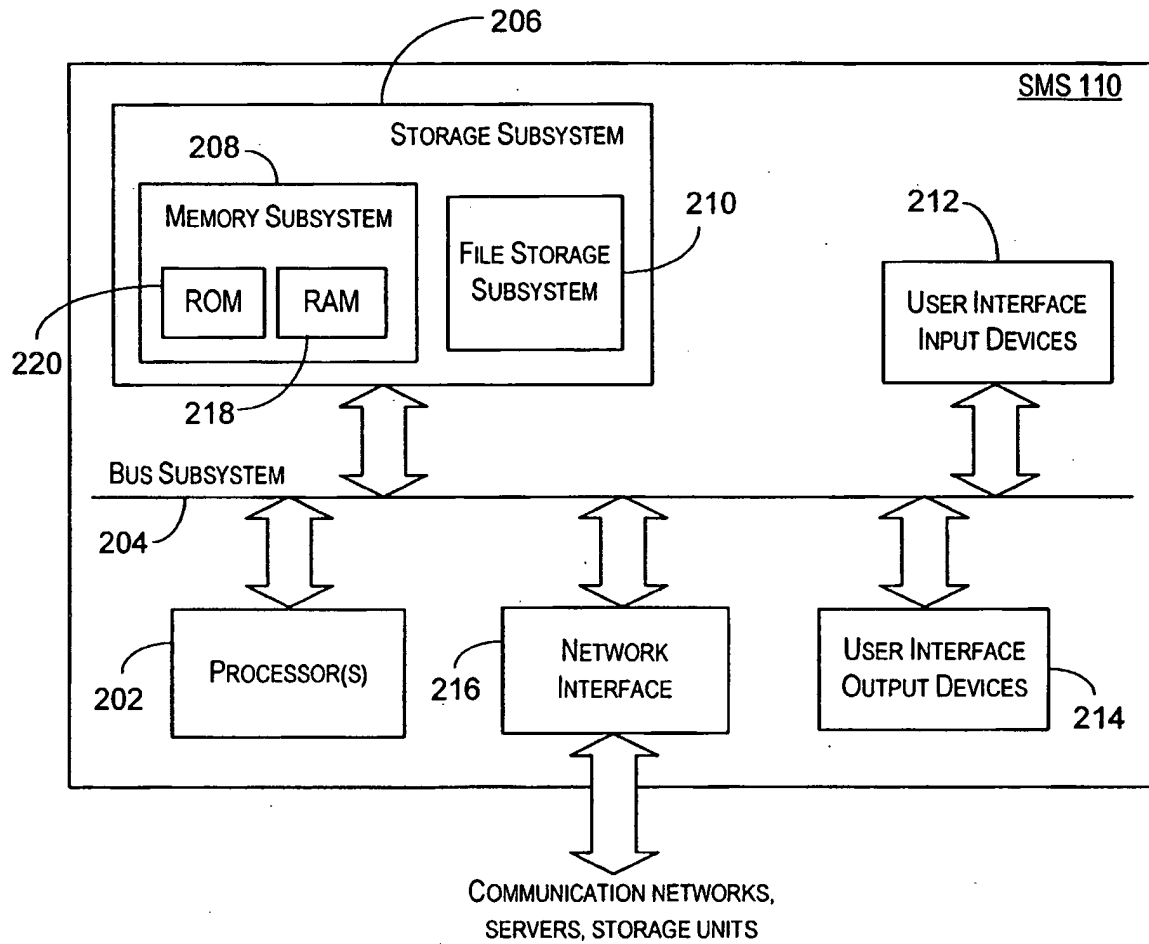 206
SMS 110
STORAGE SUBSYSTEM
208
MEMORY SUBSYSTEM
210
FILE STORAGE
SUBSYSTEM
212
ROM
RAM
USER INTERFACE
INPUT DEVICES
220
218
BUS SUBSYSTEM
204
PROCESSOR(S)
202
NETWORK
INTERFACE
216
USER INTERFACE
OUTPUT DEVICES
214
COMMUNICATION NETWORKS,
SERVERS, STORAGE UNITS